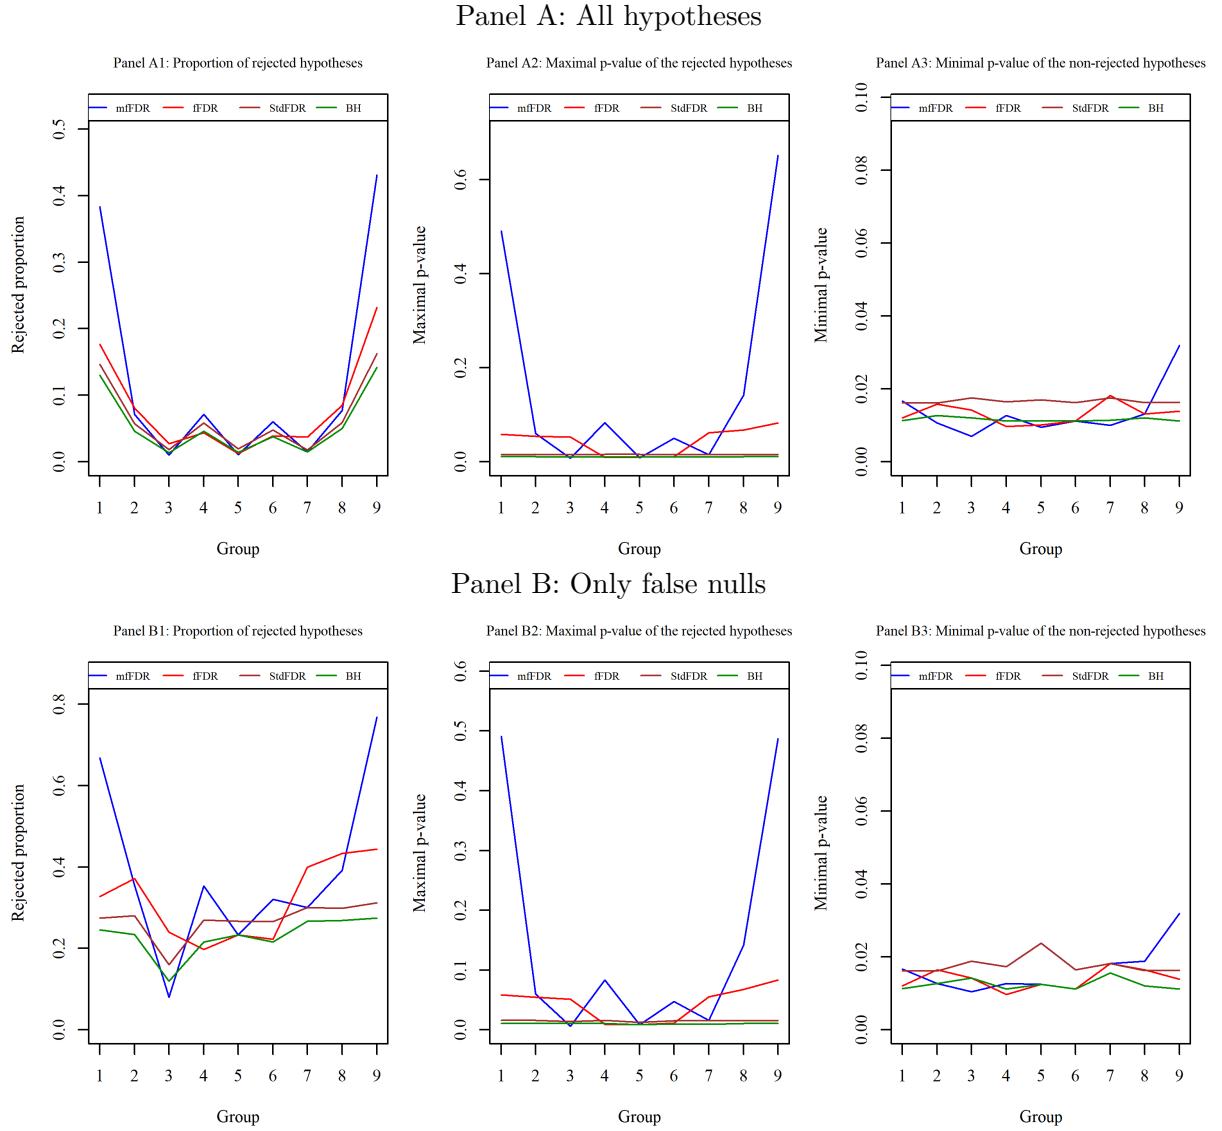 Panel A: All hypotheses
Panel A1: Proportion of rejected hypotheses
mfFDR fFDR StdFDR BH
Rejected proportion
0.0 0.1 0.2 0.3 0.4 0.5
1 2 3 4 5 6 7 8 9
Group
Panel A2: Maximal p-value of the rejected hypotheses
mfFDR fFDR StdFDR BH
Maximal p-value
0.0 0.2 0.4 0.6
1 2 3 4 5 6 7 8 9
Group
Panel A3: Minimal p-value of the non-rejected hypotheses
mfFDR fFDR StdFDR BH
Minimal p-value
0.00 0.02 0.04 0.06 0.08 0.10
1 2 3 4 5 6 7 8 9
Group
Panel B: Only false nulls
Panel B1: Proportion of rejected hypotheses
mfFDR fFDR StdFDR BH
Rejected proportion
0.0 0.2 0.4 0.6 0.8
1 2 3 4 5 6 7 8 9
Group
Panel B2: Maximal p-value of the rejected hypotheses
mfFDR fFDR StdFDR BH
Maximal p-value
0.0 0.1 0.2 0.3 0.4 0.5 0.6
1 2 3 4 5 6 7 8 9
Group
Panel B3: Minimal p-value of the non-rejected hypotheses
mfFDR fFDR StdFDR BH
Minimal p-value
0.00 0.02 0.04 0.06 0.08 0.10
1 2 3 4 5 6 7 8 9
Group